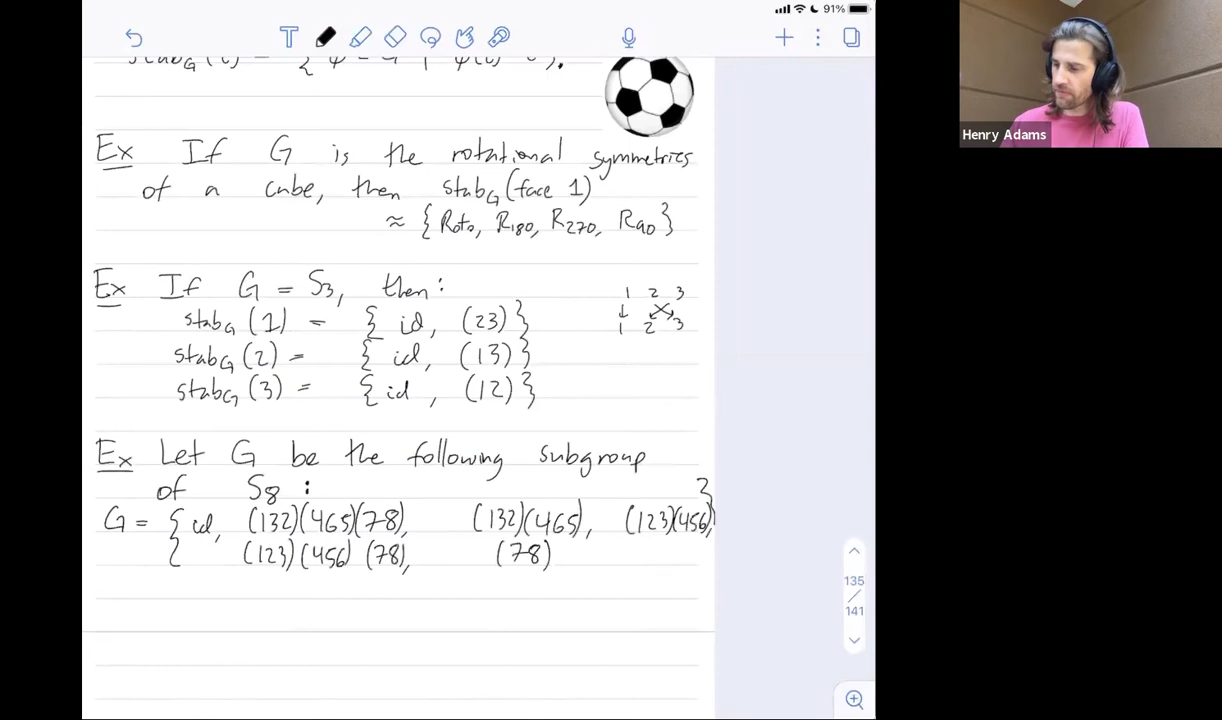 91%
Henry Adams
Ex If G is the rotational symmetries
of a cube, then stab_G(face 1)
≈ {Rot0, R180, R270, R90}
Ex If G = S3, then:
1 2 3
stab_G(1) = {id, (23)}
1 2 3
stab_G(2) = {id, (13)}
stab_G(3) = {id, (12)}
Ex Let G be the following subgroup
of S8:
G = {id, (132)(465)(78), (132)(465), (123)(456),
(123)(456)(78), (78)}
135
/
141